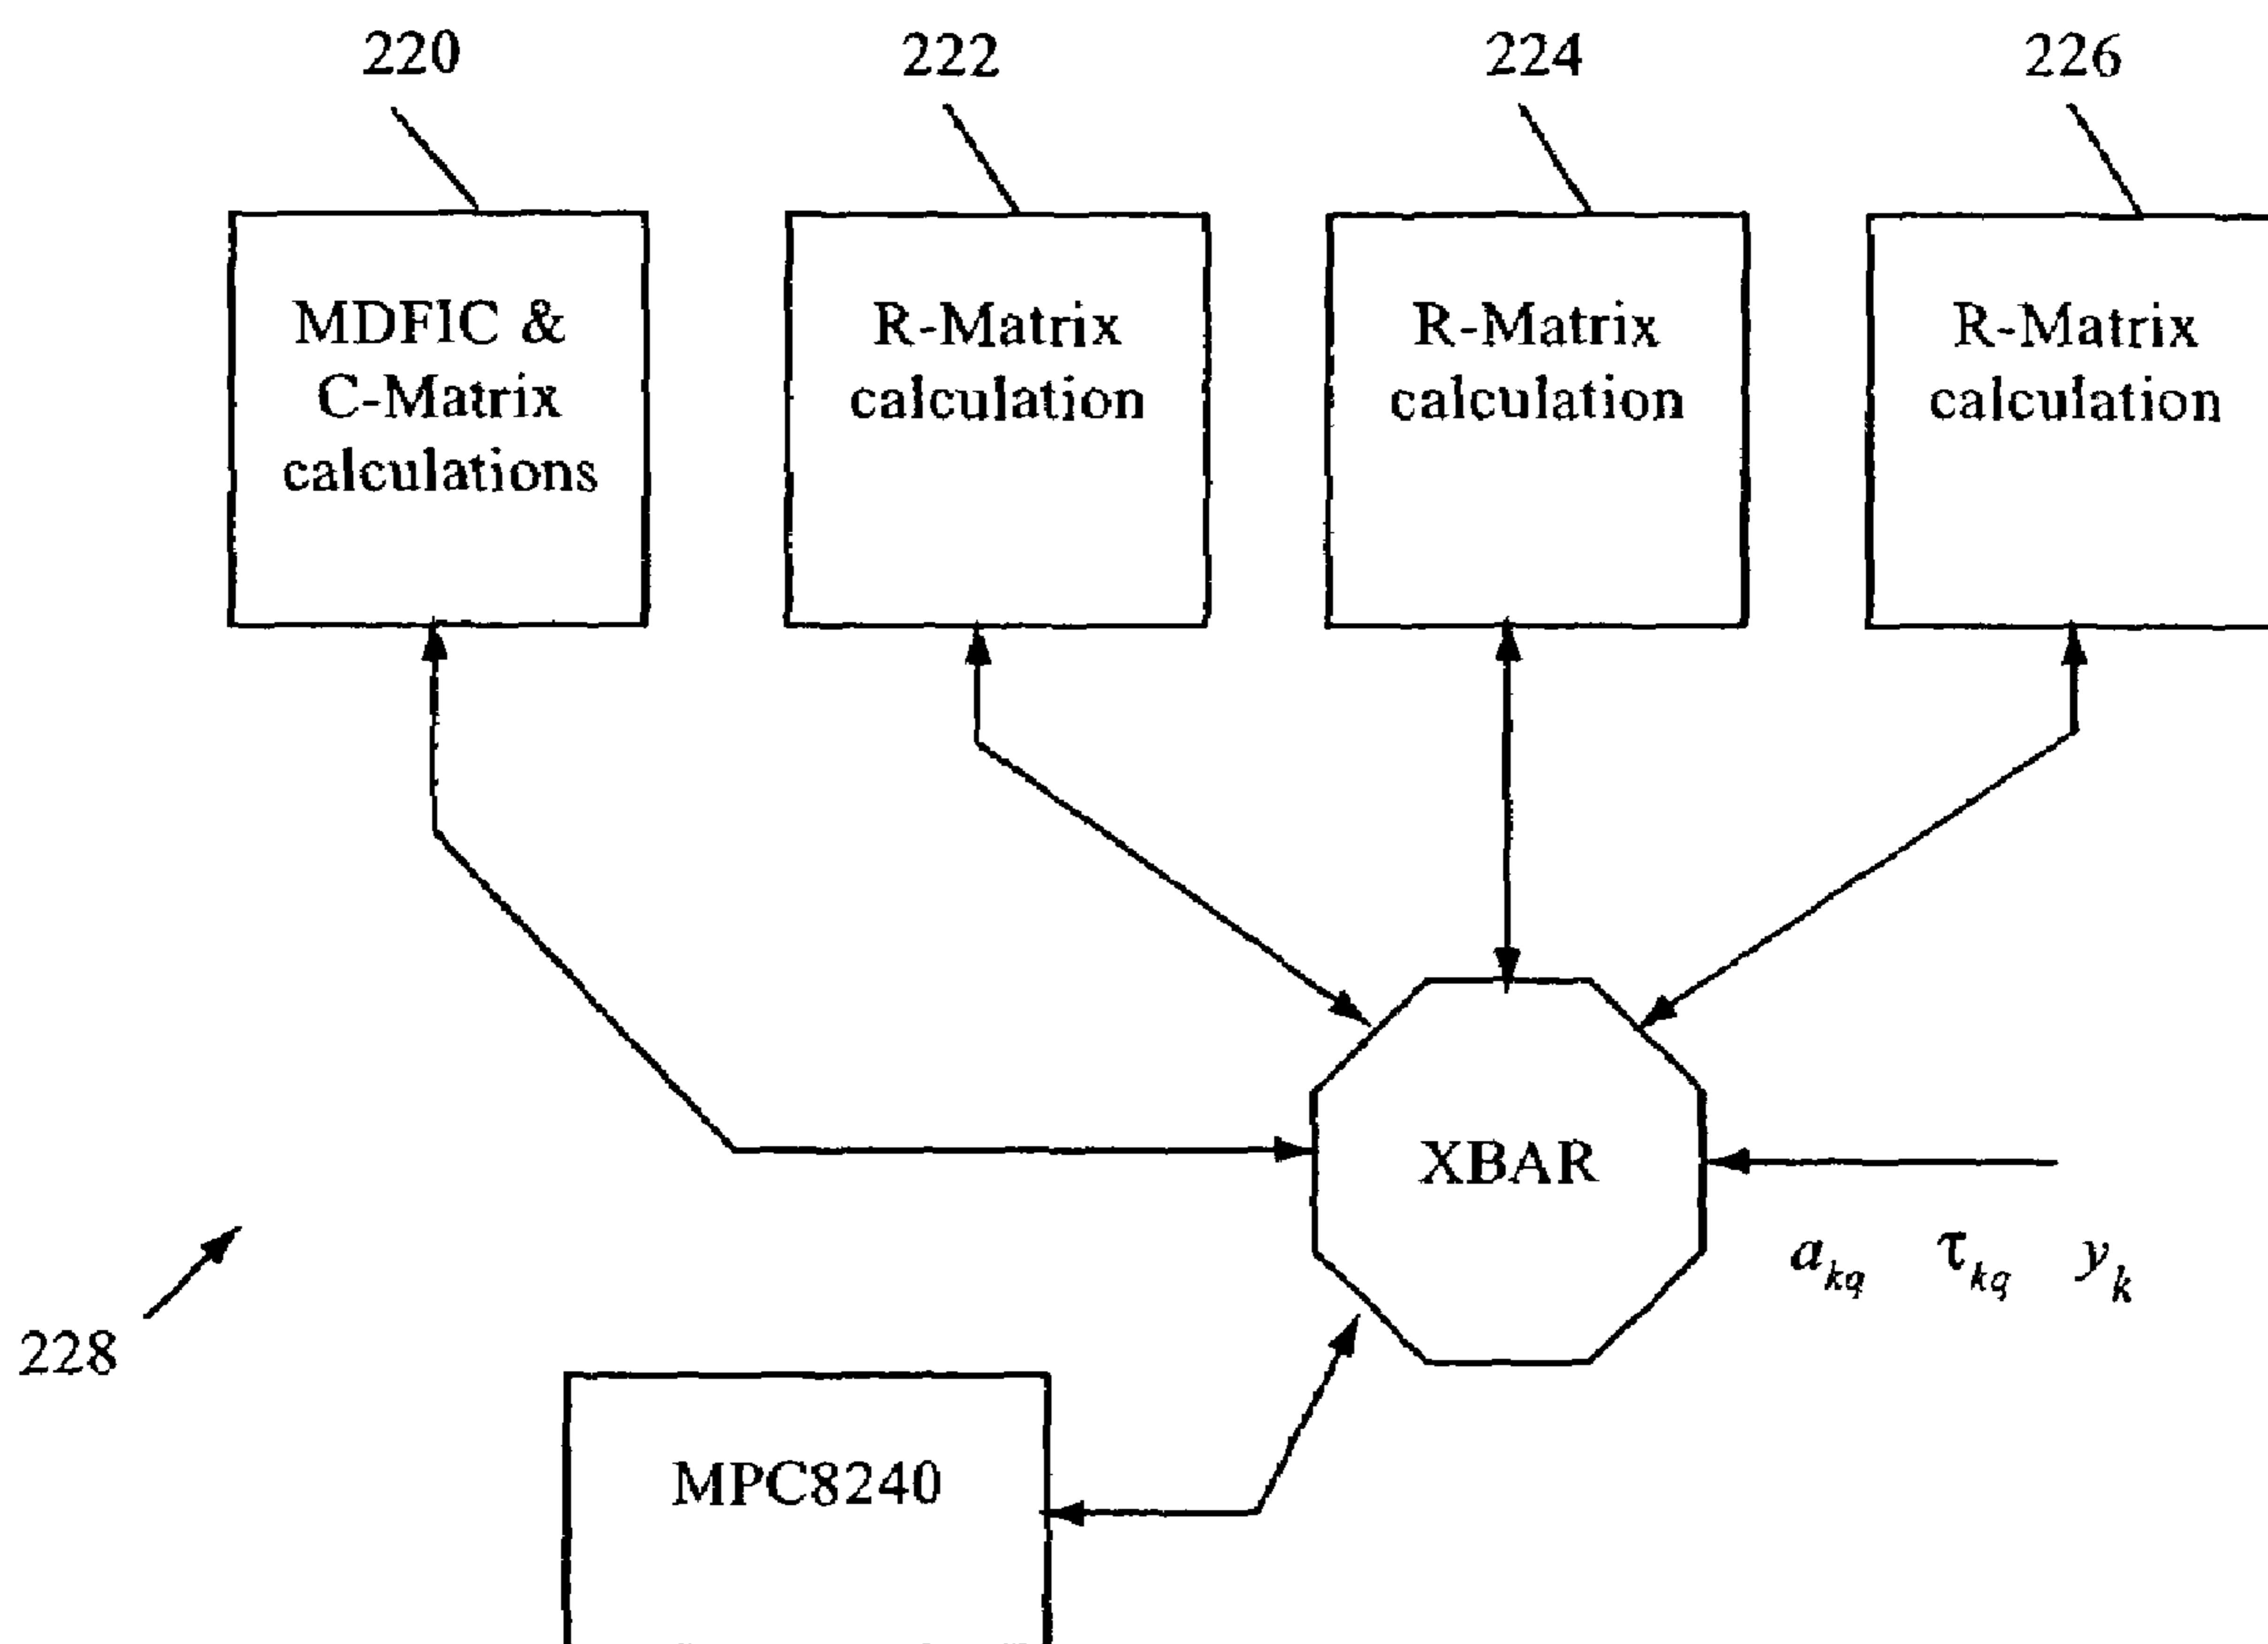 220
222
224
226
MDFIC &
C-Matrix
calculations
R-Matrix
calculation
R-Matrix
calculation
R-Matrix
calculation
XBAR
a_kq τ_kq y_k
228
MPC8240